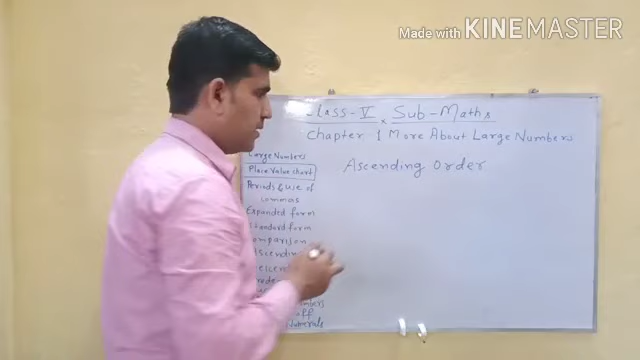 Made with KINEMASTER
Class - V Sub - Maths
Chapter 1 More About Large Numbers
Large Numbers
Ascending Order
Place Value Chart
Periods & use of
commas
Expanded form
Standard form
Comparison